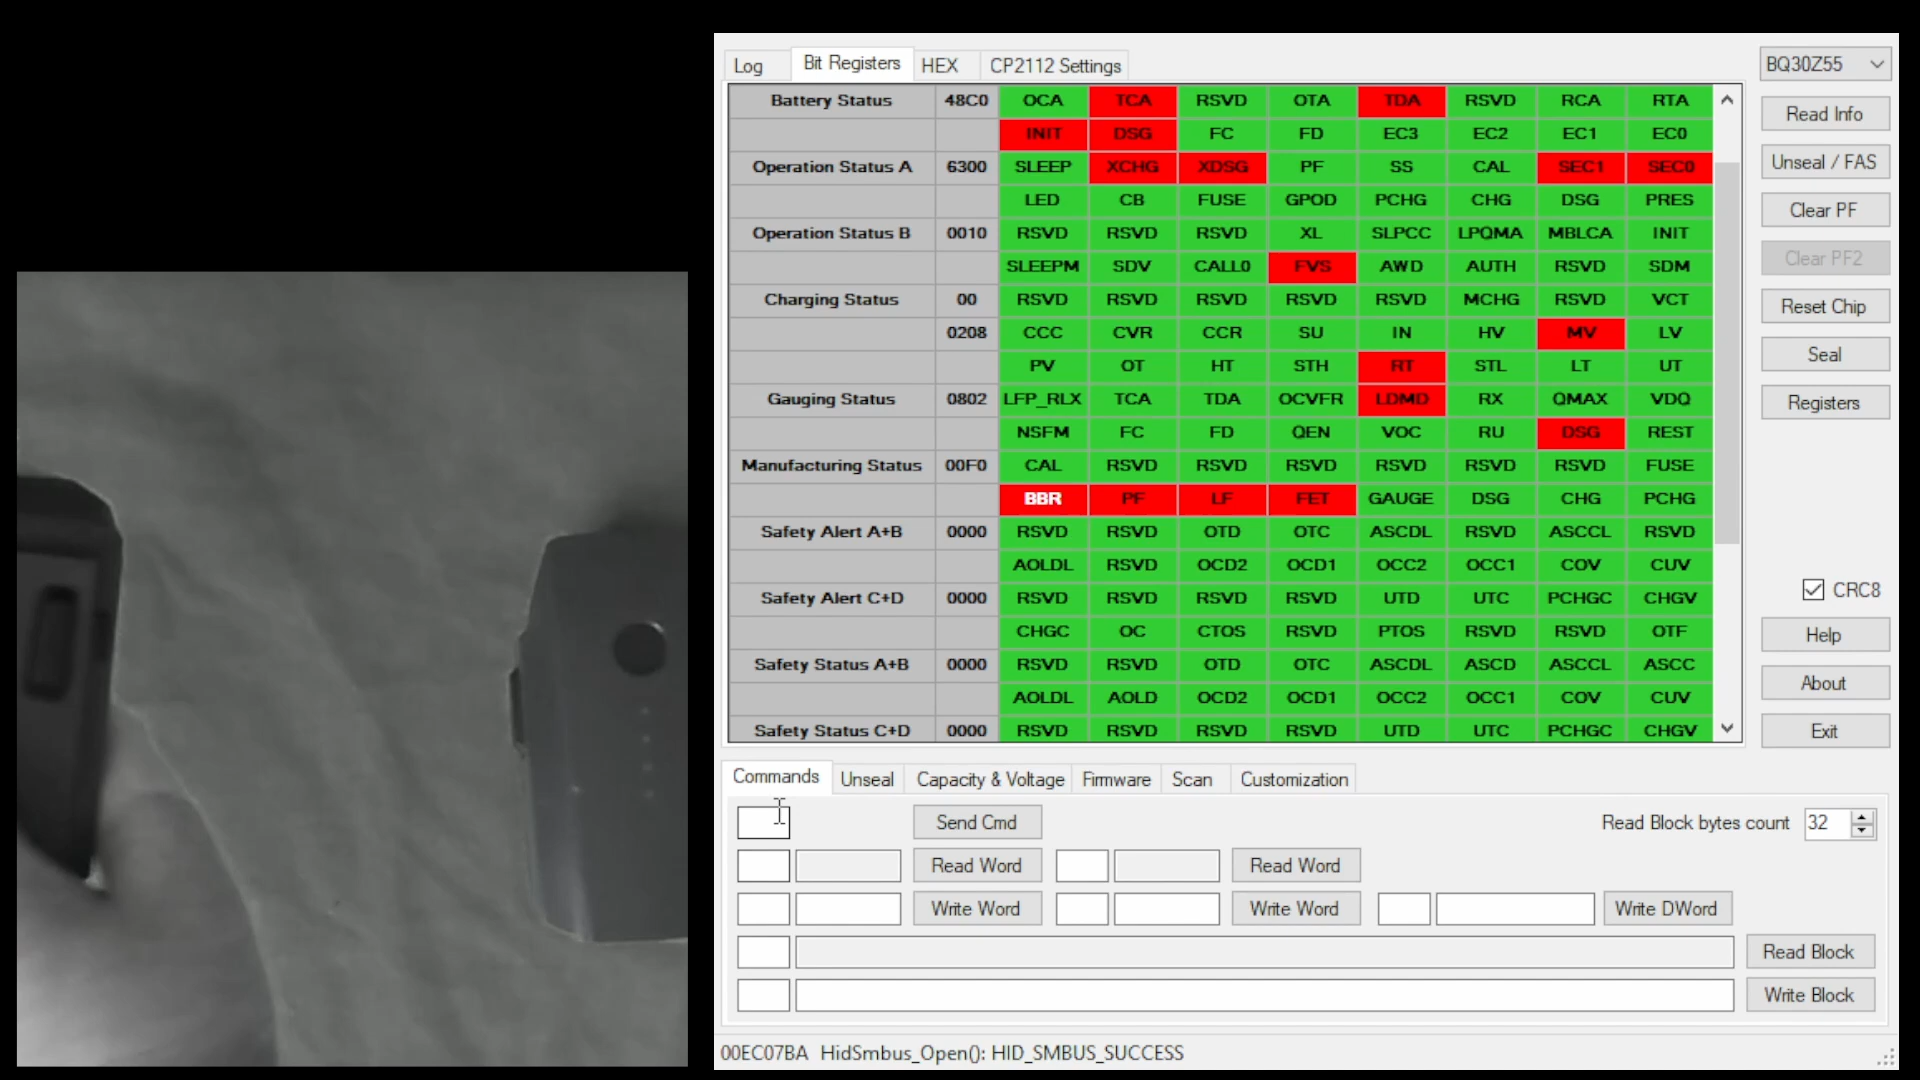 Log Bit Registers HEX CP2112 Settings BQ30Z55
Battery Status 48C0 OCA TCA RSVD OTA TDA RSVD RCA RTA
INIT DSG FC FD EC3 EC2 EC1 EC0
Operation Status A 6300 SLEEP XCHG XDSG PF SS CAL SEC1 SEC0
LED CB FUSE GPOD PCHG CHG DSG PRES
Operation Status B 0010 RSVD RSVD RSVD XL SLPCC LPQMA MBLCA INIT
SLEEPM SDV CALL0 FVS AWD AUTH RSVD SDM
Charging Status 00 RSVD RSVD RSVD RSVD RSVD MCHG RSVD VCT
0208 CCC CVR CCR SU IN HV MV LV
PV OT HT STH RT STL LT UT
Gauging Status 0802 LFP_RLX TCA TDA OCVFR LDMD RX QMAX VDQ
NSFM FC FD QEN VOC RU DSG REST
Manufacturing Status 00F0 CAL RSVD RSVD RSVD RSVD RSVD RSVD FUSE
BBR PF LF FET GAUGE DSG CHG PCHG
Safety Alert A+B 0000 RSVD RSVD OTD OTC ASCDL RSVD ASCCL RSVD
AOLDL RSVD OCD2 OCD1 OCC2 OCC1 COV CUV
Safety Alert C+D 0000 RSVD RSVD RSVD RSVD UTD UTC PCHGC CHGV
CHGC OC CTOS RSVD PTOS RSVD RSVD OTF
Safety Status A+B 0000 RSVD RSVD OTD OTC ASCDL ASCD ASCCL ASCC
AOLDL AOLD OCD2 OCD1 OCC2 OCC1 COV CUV
Safety Status C+D 0000 RSVD RSVD RSVD RSVD UTD UTC PCHGC CHGV
Read Info
Unseal / FAS
Clear PF
Clear PF2
Reset Chip
Seal
Registers
CRC8
Help
About
Exit
Commands Unseal Capacity & Voltage Firmware Scan Customization
Send Cmd Read Block bytes count 32
Read Word Read Word
Write Word Write Word Write DWord
Read Block
Write Block
00EC07BA HidSmbus_Open(): HID_SMBUS_SUCCESS